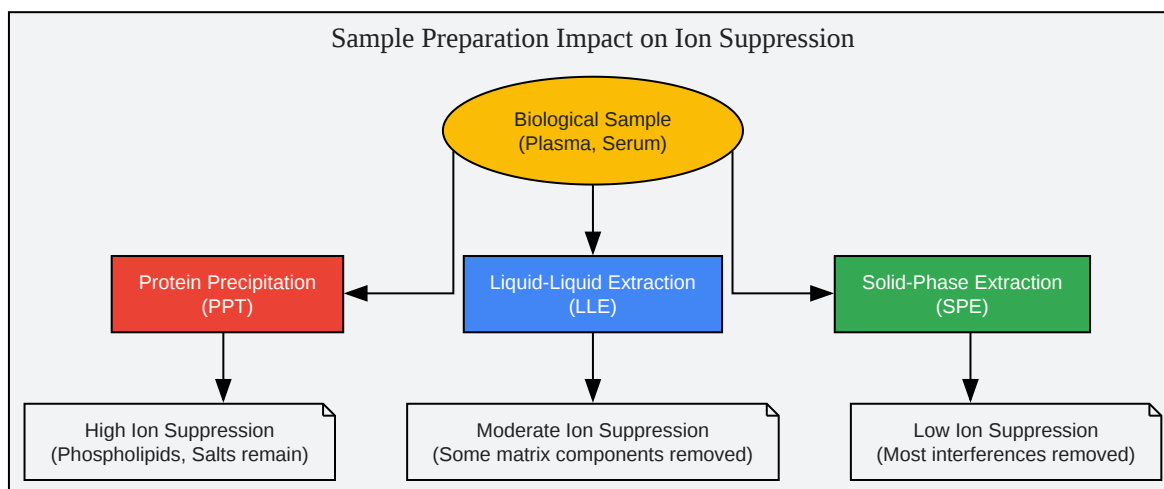 Sample Preparation Impact on Ion Suppression
Biological Sample
(Plasma, Serum)
Protein Precipitation
(PPT)
Liquid-Liquid Extraction
(LLE)
Solid-Phase Extraction
(SPE)
High Ion Suppression
(Phospholipids, Salts remain)
Moderate Ion Suppression
(Some matrix components removed)
Low Ion Suppression
(Most interferences removed)